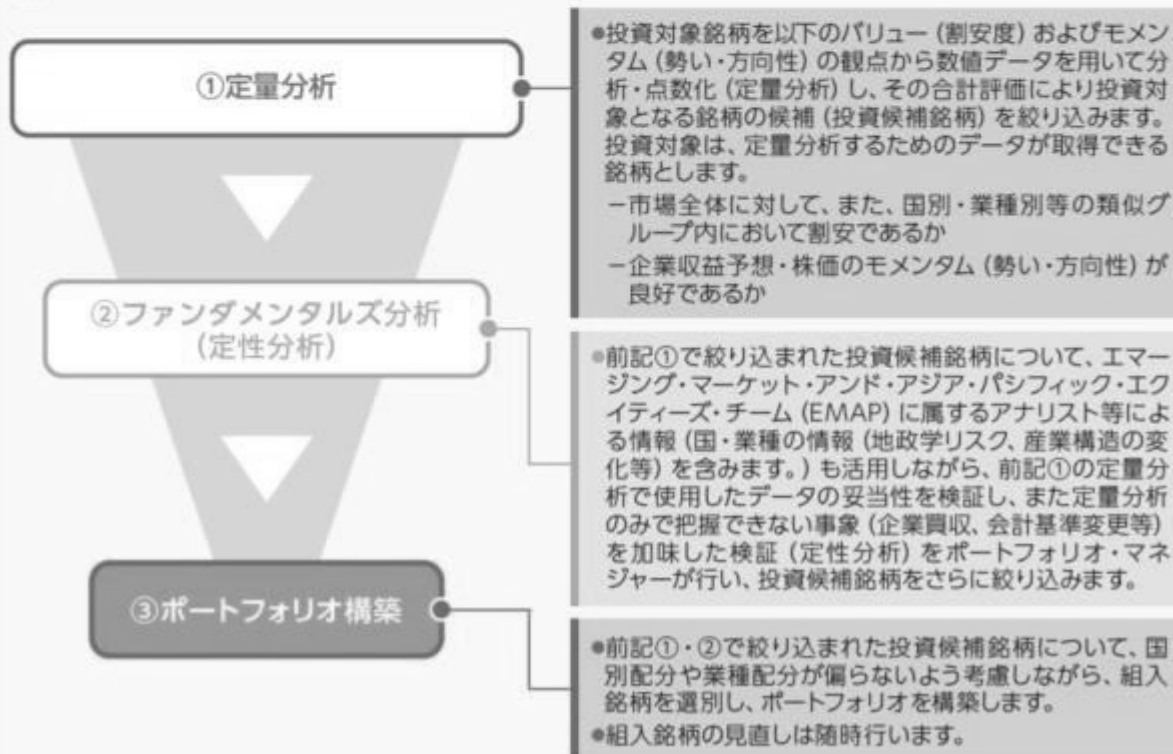 ①定量分析
●投資対象銘柄を以下のバリュー（割安度）およびモメン
タム（勢い・方向性）の観点から数値データを用いて分
析・点数化（定量分析）し、その合計評価により投資対
象となる銘柄の候補（投資候補銘柄）を絞り込みます。
投資対象は、定量分析するためのデータが取得できる
銘柄とします。
－市場全体に対して、また、国別・業種別等の類似グ
ループ内において割安であるか
－企業収益予想・株価のモメンタム（勢い・方向性）が
良好であるか
②ファンダメンタルズ分析
（定性分析）
●前記①で絞り込まれた投資候補銘柄について、エマー
ジング・マーケット・アンド・アジア・パシフィック・エク
イティーズ・チーム（EMAP）に属するアナリスト等によ
る情報（国・業種の情報（地政学リスク、産業構造の変
化等）を含みます。）も活用しながら、前記①の定量分
析で使用したデータの妥当性を検証し、また定量分析
のみで把握できない事象（企業買収、会計基準変更等）
を加味した検証（定性分析）をポートフォリオ・マネ
ジャーが行い、投資候補銘柄をさらに絞り込みます。
③ポートフォリオ構築
●前記①・②で絞り込まれた投資候補銘柄について、国
別配分や業種配分が偏らないよう考慮しながら、組入
銘柄を選別し、ポートフォリオを構築します。
●組入銘柄の見直しは随時行います。